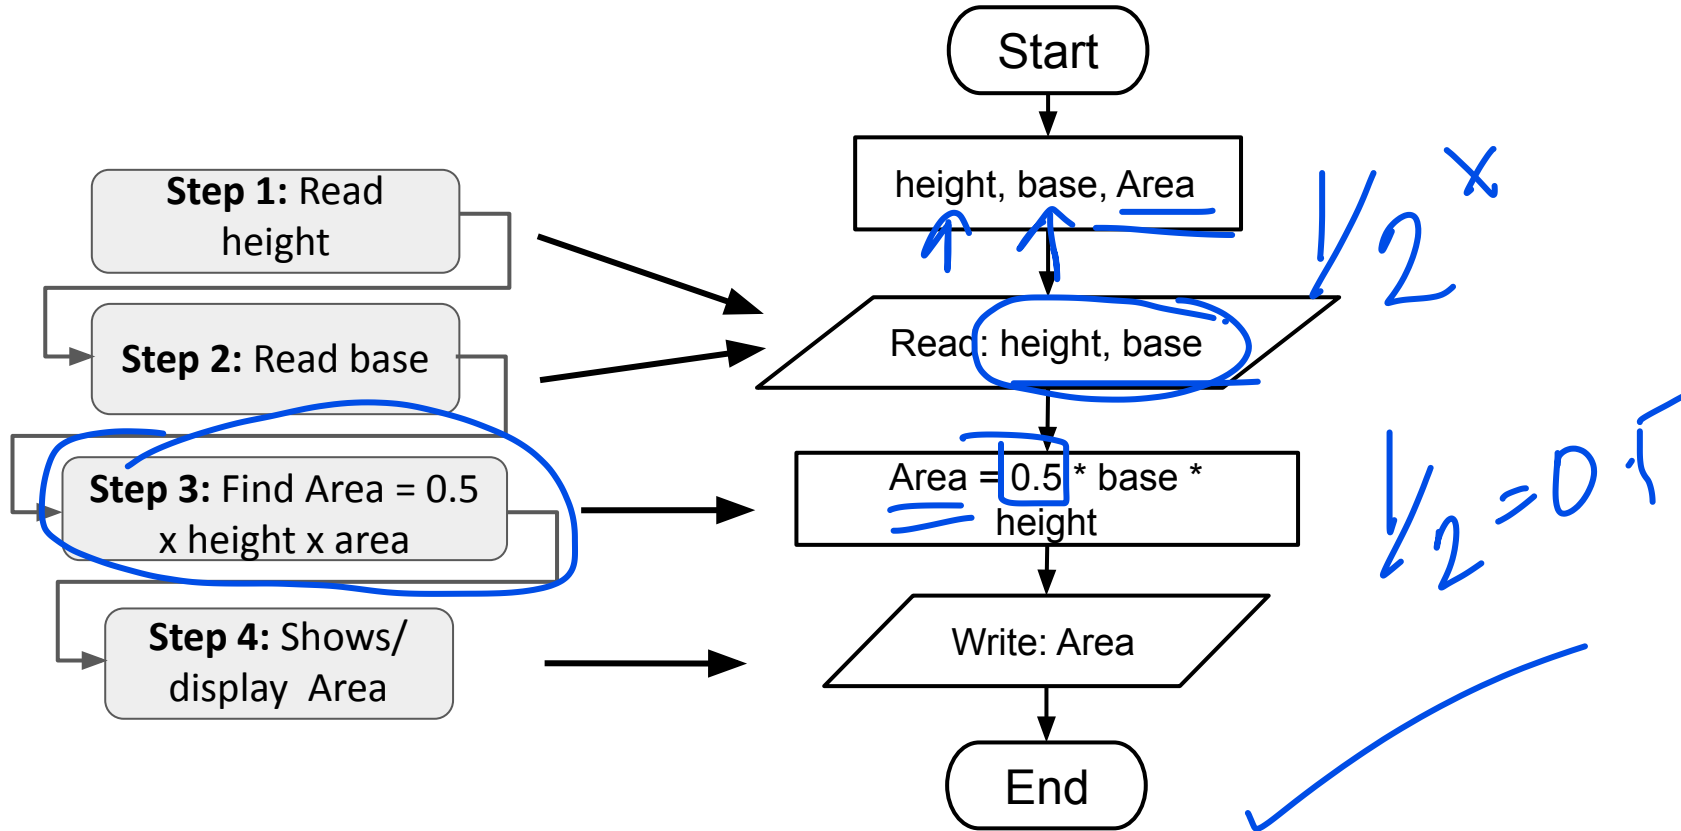 Start
height, base, Area
Step 1: Read
height
Step 2: Read base
Read: height, base
1/2 x
Step 3: Find Area = 0.5
x height x area
Area = 0.5 * base *
height
1/2 = 0.5
Step 4: Shows/
display Area
Write: Area
End